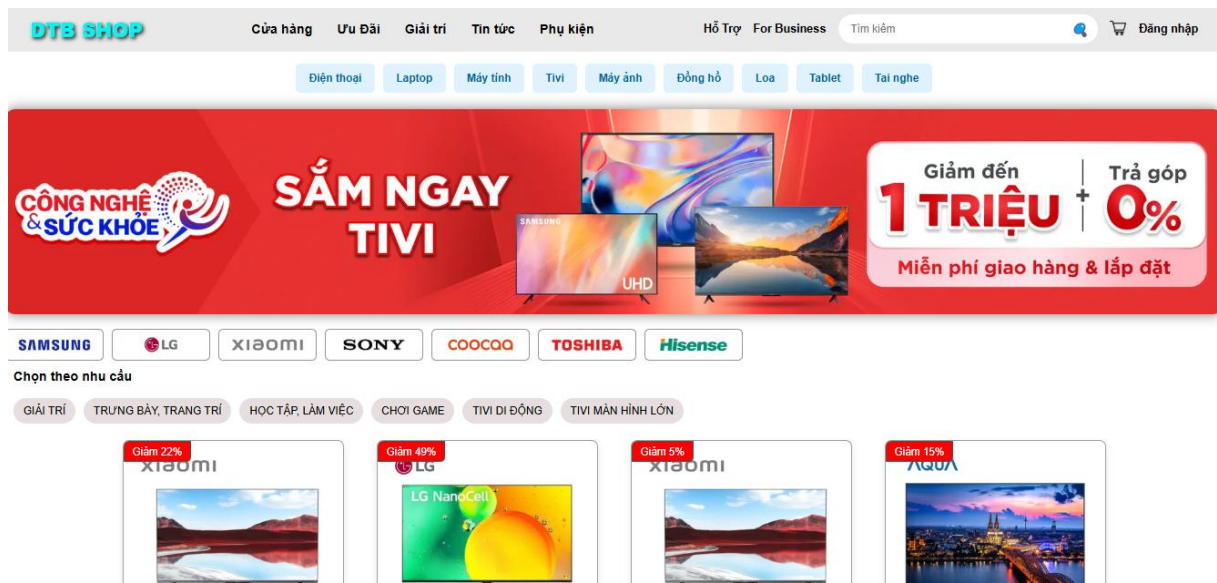 DTB SHOP
Cửa hàng Ưu Đãi Giải trí Tin tức Phụ kiện Hỗ Trợ For Business Tìm kiếm Đăng nhập
Điện thoại Laptop Máy tính Tivi Máy ảnh Đồng hồ Loa Tablet Tai nghe
CÔNG NGHỆ
& SỨC KHỎE
SẮM NGAY
TIVI
SAMSUNG
UHD
Giảm đến
1 TRIỆU
+
Trả góp
0%
Miễn phí giao hàng & lắp đặt
SAMSUNG LG xiaomi SONY coocaa TOSHIBA Hisense
Chọn theo nhu cầu
GIẢI TRÍ TRƯNG BÀY, TRANG TRÍ HỌC TẬP, LÀM VIỆC CHƠI GAME TIVI DI ĐỘNG TIVI MÀN HÌNH LỚN
Giảm 22% Giảm 49% Giảm 5% Giảm 15%
xiaomi LG xiaomi AQUA
LG NanoCell